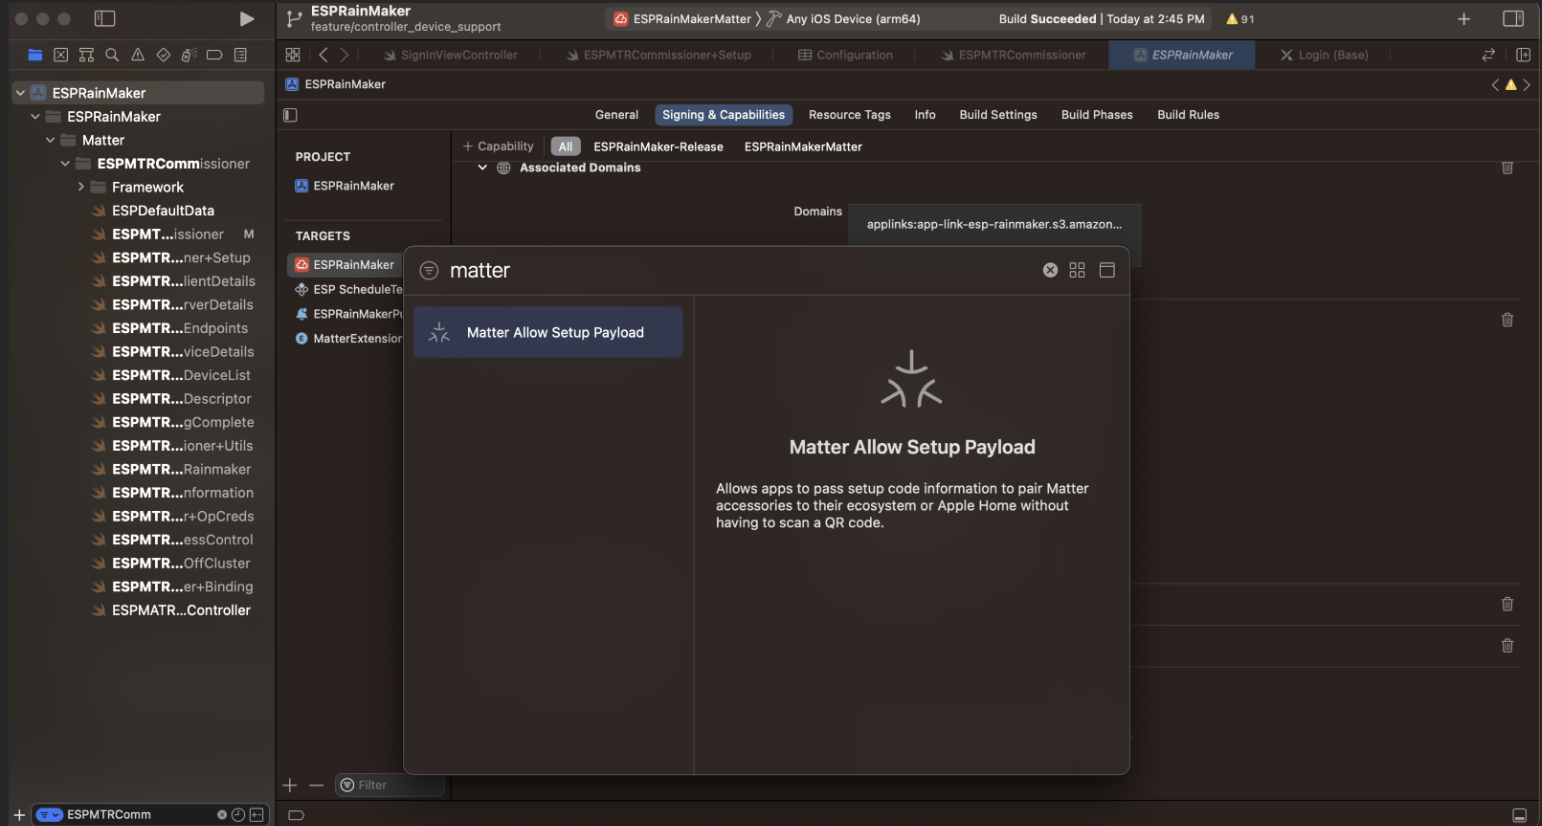 ESPRainMaker
feature/controller_device_support
ESPRainMakerMatter
Any iOS Device (arm64)
Build Succeeded | Today at 2:45 PM
91
SignInViewController
ESPMTRCommissioner+Setup
Configuration
ESPMTRCommissioner
ESPRainMaker
Login (Base)
ESPRainMaker
ESPRainMaker
ESPRainMaker
Matter
ESPMTRCommissioner
Framework
ESPDefaultData
ESPMT...issioner M
ESPMTR...ner+Setup
ESPMTR...lientDetails
ESPMTR...rverDetails
ESPMTR...Endpoints
ESPMTR...viceDetails
ESPMTR...DeviceList
ESPMTR...Descriptor
ESPMTR...gComplete
ESPMTR...ioner+Utils
ESPMTR...Rainmaker
ESPMTR...nformation
ESPMTR...r+OpCreds
ESPMTR...essControl
ESPMTR...OffCluster
ESPMTR...er+Binding
ESPMATR...Controller
ESPMTRComm
General
Signing & Capabilities
Resource Tags
Info
Build Settings
Build Phases
Build Rules
PROJECT
ESPRainMaker
TARGETS
ESPRainMaker
ESP ScheduleTe
ESPRainMakerPu
MatterExtension
Filter
+ Capability
All
ESPRainMaker-Release
ESPRainMakerMatter
Associated Domains
Domains
applinks:app-link-esp-rainmaker.s3.amazon...
matter
Matter Allow Setup Payload
Matter Allow Setup Payload
Allows apps to pass setup code information to pair Matter
accessories to their ecosystem or Apple Home without
having to scan a QR code.